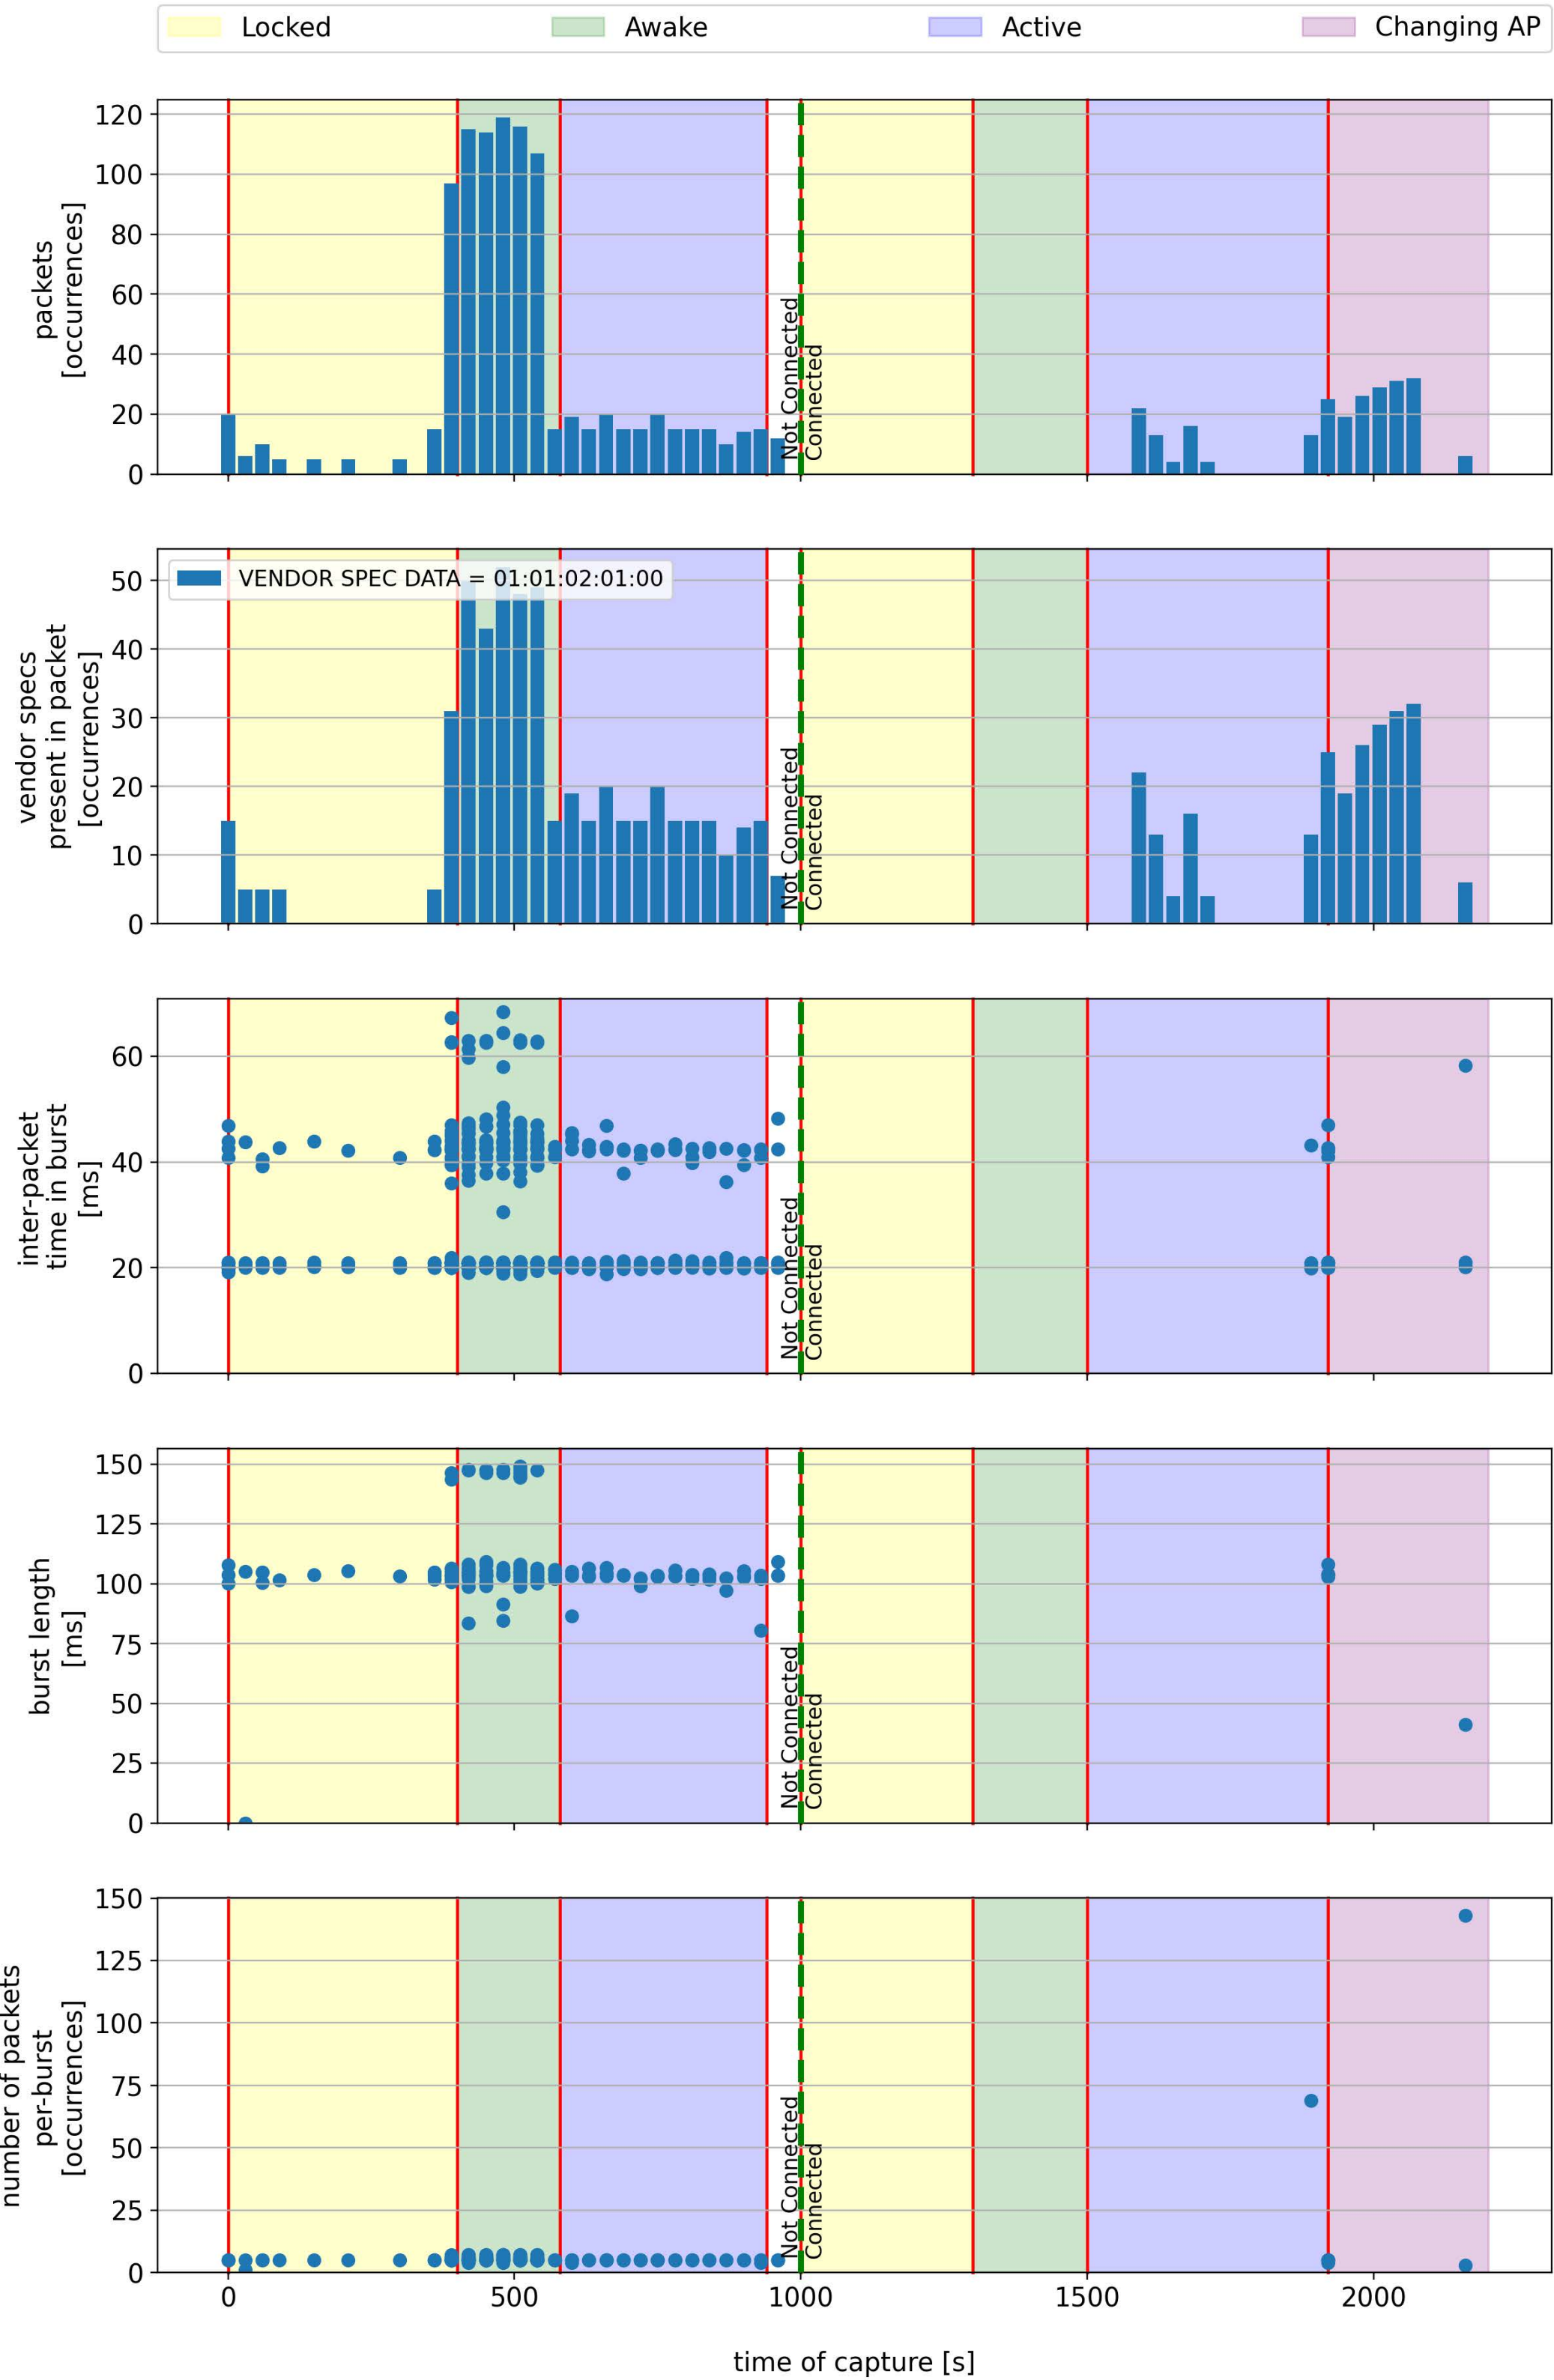 Locked Awake Active Changing AP
120
100
80
60
40
20
0
packets
[occurrences]
Not Connected
Connected
VENDOR SPEC DATA = 01:01:02:01:00
50
40
30
20
10
0
vendor specs
present in packet
[occurrences]
Not Connected
Connected
60
40
20
0
inter-packet
time in burst
[ms]
Not Connected
Connected
150
125
100
75
50
25
0
burst length
[ms]
Not Connected
Connected
150
125
100
75
50
25
0
number of packets
per-burst
[occurrences]
Not Connected
Connected
0 500 1000 1500 2000
time of capture [s]